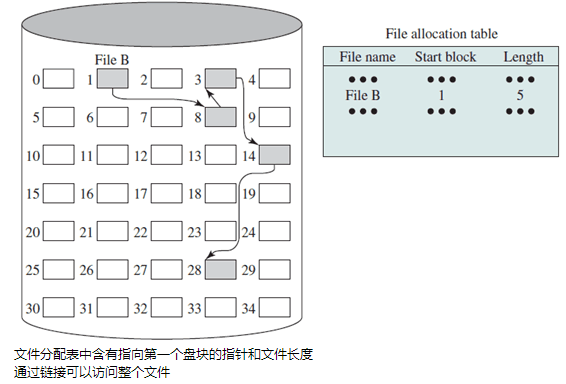 File B
0 1 2 3 4
5 6 7 8 9
10 11 12 13 14
15 16 17 18 19
20 21 22 23 24
25 26 27 28 29
30 31 32 33 34
File allocation table
File name Start block Length
••• ••• •••
File B 1 5
••• ••• •••
文件分配表中含有指向第一个盘块的指针和文件长度
通过链接可以访问整个文件